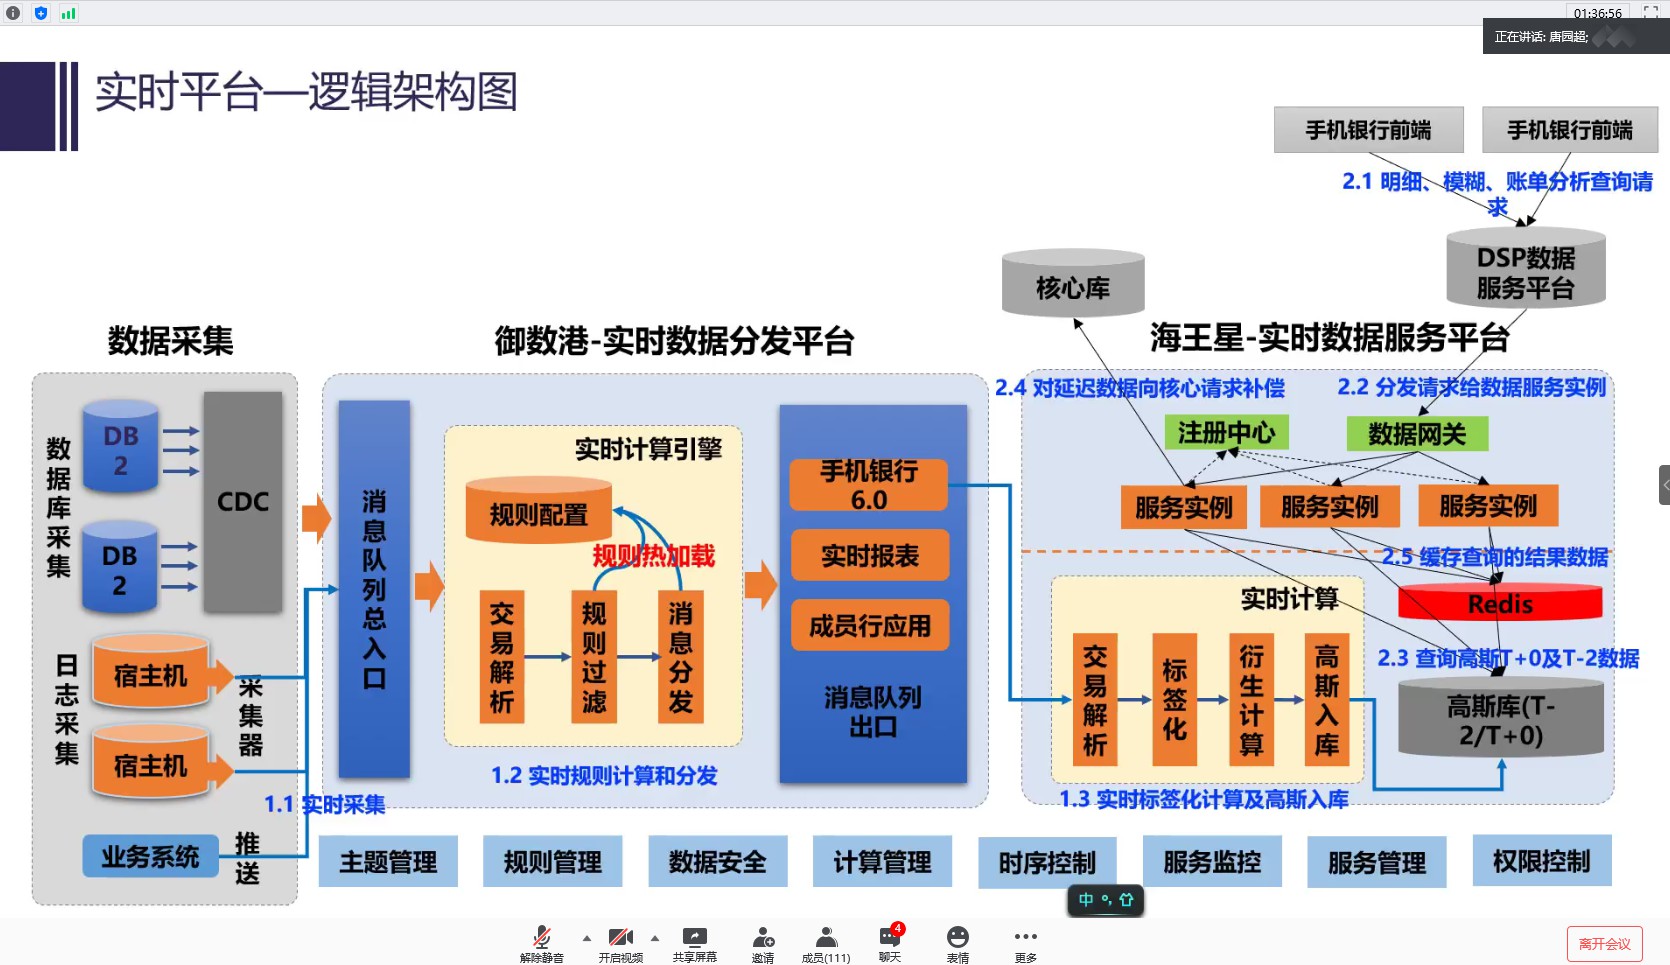 01:36:56
正在讲话: 唐园超;
实时平台—逻辑架构图
手机银行前端
手机银行前端
2.1 明细、模糊、账单分析查询请
求
DSP数据
服务平台
核心库
数据采集
御数港-实时数据分发平台
海王星-实时数据服务平台
2.4 对延迟数据向核心请求补偿
2.2 分发请求给数据服务实例
数据库采集
DB
2
DB
2
CDC
日志采集
宿主机
宿主机
采集器
1.1 实时采集
业务系统
推送
消息队列总入口
实时计算引擎
规则配置
规则热加载
交易解析
规则过滤
消息分发
1.2 实时规则计算和分发
手机银行
6.0
实时报表
成员行应用
消息队列
出口
注册中心
数据网关
服务实例
服务实例
服务实例
2.5 缓存查询的结果数据
Redis
实时计算
交易解析
标签化
衍生计算
高斯入库
2.3 查询高斯T+0及T-2数据
高斯库(T-
2/T+0)
1.3 实时标签化计算及高斯入库
主题管理
规则管理
数据安全
计算管理
时序控制
服务监控
服务管理
权限控制
中 °,
解除静音
开启视频
共享屏幕
邀请
成员(111)
4
聊天
表情
更多
离开会议